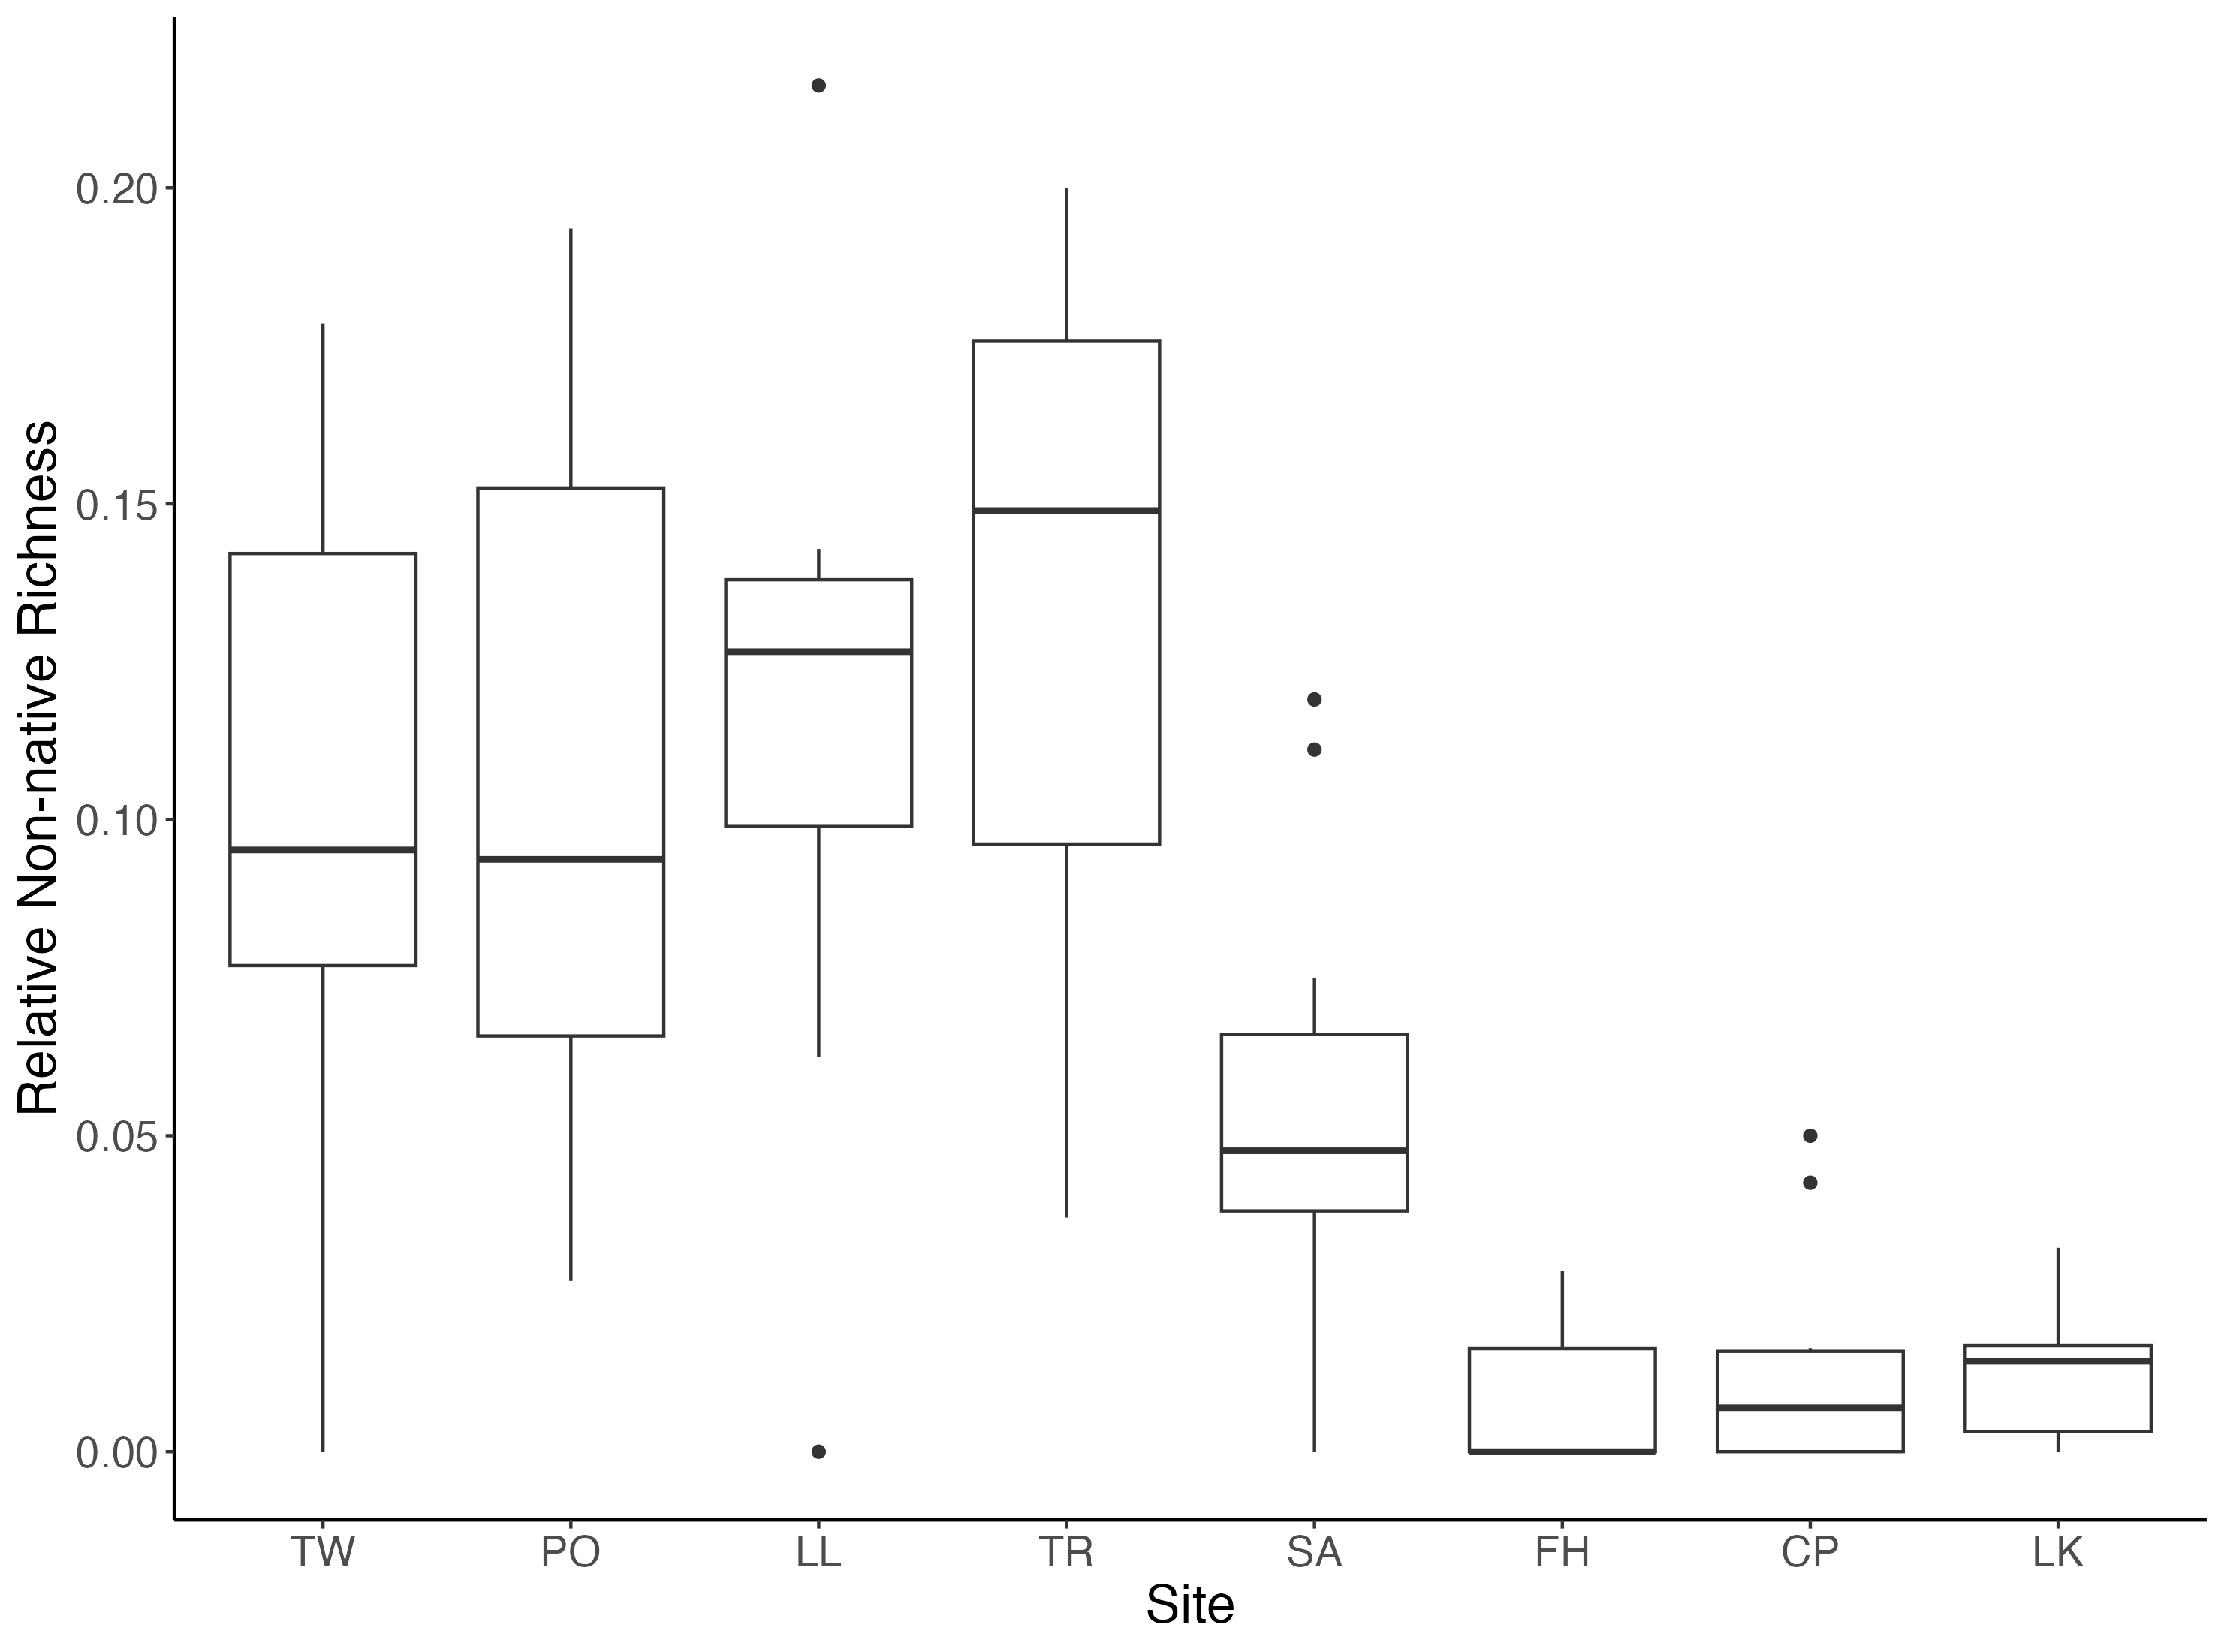 Relative Non-native Richness
0.20
0.15
0.10
0.05
0.00
TW PO LL TR SA FH CP LK
Site